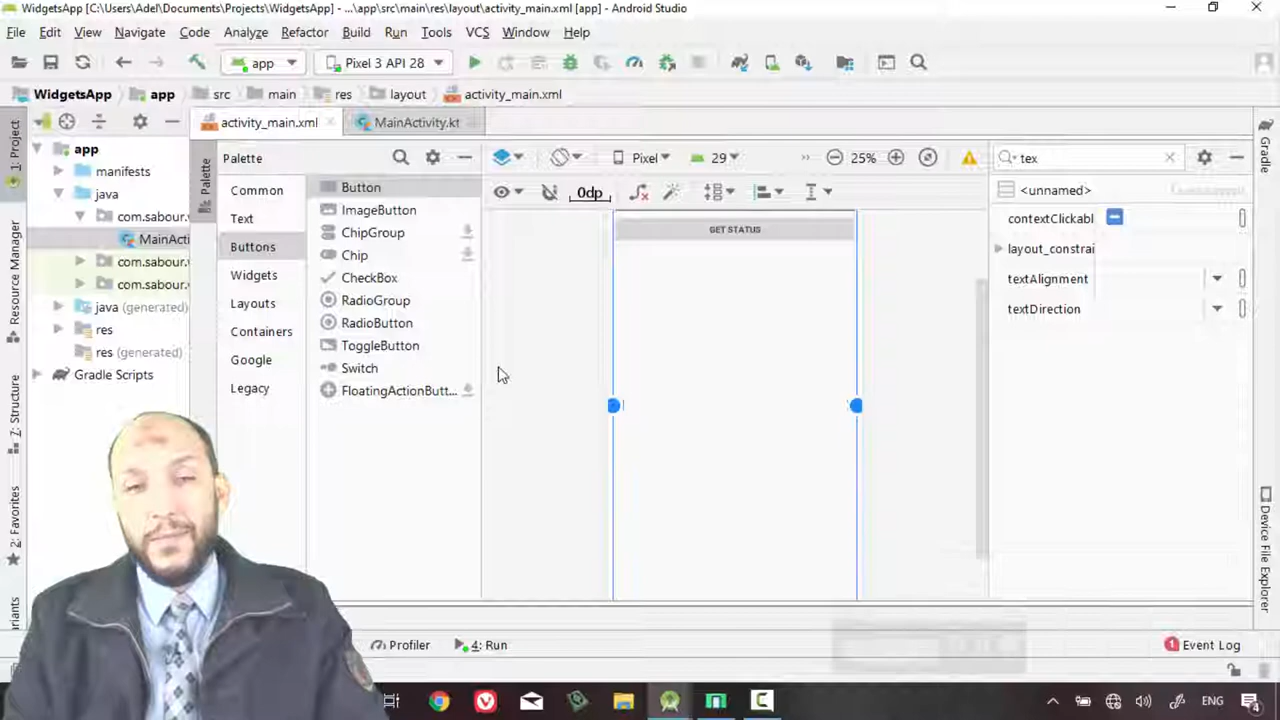 WidgetsApp [C:\Users\Adel\Documents\Projects\WidgetsApp] - ...\app\src\main\res\layout\activity_main.xml [app] - Android Studio
File Edit View Navigate Code Analyze Refactor Build Run Tools VCS Window Help
app Pixel 3 API 28
WidgetsApp app src main res layout activity_main.xml
activity_main.xml MainActivity.kt
1: Project
Resource Manager
Z: Structure
2: Favorites
app
manifests
java
com.sabour.
MainActi
com.sabour.
com.sabour.
java (generated)
res
res (generated)
Gradle Scripts
Palette
Palette
Common
Text
Buttons
Widgets
Layouts
Containers
Google
Legacy
Button
ImageButton
ChipGroup
Chip
CheckBox
RadioGroup
RadioButton
ToggleButton
Switch
FloatingActionButt...
Pixel 29 » 25%
0dp
GET STATUS
tex
<unnamed>
contextClickabl
layout_constrai
textAlignment
textDirection
Gradle
Device File Explorer
Profiler 4: Run 1 Event Log
ENG 4